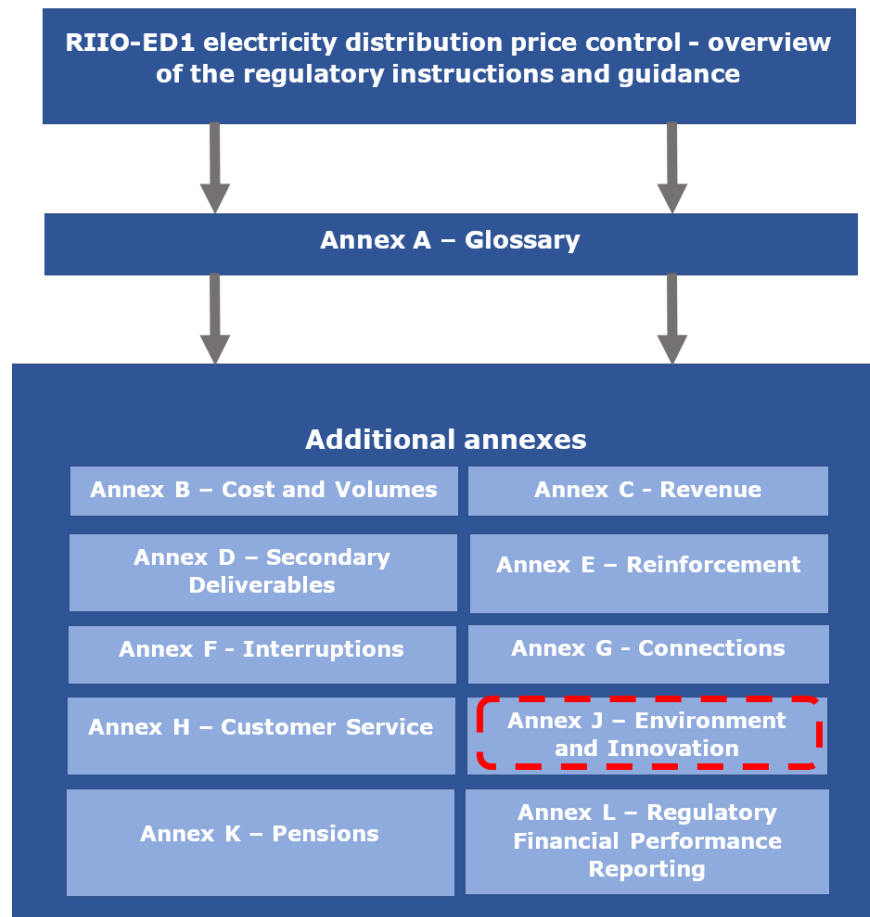 RIIO-ED1 electricity distribution price control - overview
of the regulatory instructions and guidance
Annex A – Glossary
Additional annexes
Annex B – Cost and Volumes
Annex C - Revenue
Annex D – Secondary
Deliverables
Annex E – Reinforcement
Annex F - Interruptions
Annex G - Connections
Annex H – Customer Service
Annex J – Environment
and Innovation
Annex K – Pensions
Annex L – Regulatory
Financial Performance
Reporting